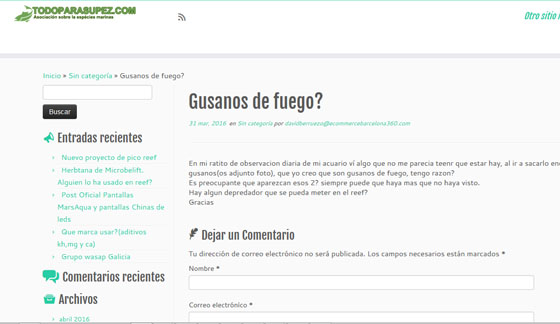 TODOPARASUPEZ.COM
Asociación sobre la espécies marinas
Otro sitio
Inicio » Sin categoría » Gusanos de fuego?
Buscar
Entradas recientes
Nuevo proyecto de pico reef
Herbtana de Microbelift.
Alguien lo ha usado en reef?
Post Oficial Pantallas
MarsAqua y pantallas Chinas de
leds
Que marca usar?(aditivos
kh,mg y ca)
Grupo wasap Galicia
Comentarios recientes
Archivos
abril 2016
Gusanos de fuego?
31 mar, 2016 en Sin categoría por davidberruezo@ecommercebarcelona360.com
En mi ratito de observacion diaria de mi acuario ví algo que no me parecia teenr que estar hay, al ir a sacarlo
gusanos(os adjunto foto), que yo creo que son gusanos de fuego, tengo razon?
Es preocupante que aparezcan esos 2? siempre puede que haya mas que no haya visto.
Hay algun depredador que se pueda meter en el reef?
Gracias
Dejar un Comentario
Tu dirección de correo electrónico no será publicada. Los campos necesarios están marcados *
Nombre *
Correo electrónico *